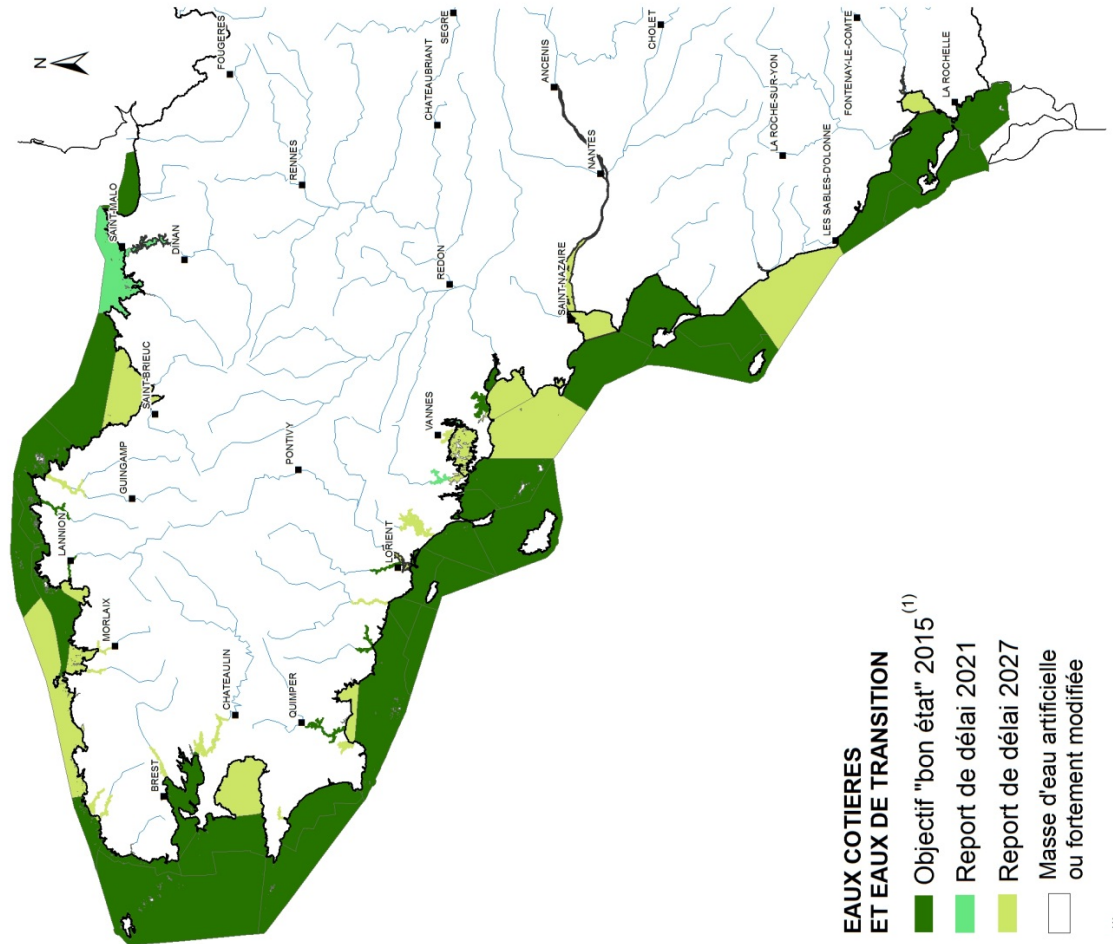 N
FOUGERES
SAINT-MALO
DINAN
RENNES
SAINT-BRIEUC
GUINGAMP
LANNION
MORLAIX
BREST
CHATEAULIN
QUIMPER
PONTIVY
LORIENT
VANNES
REDON
CHATEAUBRIANT
SEGRE
ANCENIS
NANTES
SAINT-NAZAIRE
CHOLET
LA ROCHE-SUR-YON
LES SABLES-D'OLONNE
FONTENAY-LE-COMTE
LA ROCHELLE
EAUX COTIERES
ET EAUX DE TRANSITION
Objectif "bon état" 2015 (1)
Report de délai 2021
Report de délai 2027
Masse d'eau artificielle
ou fortement modifiée